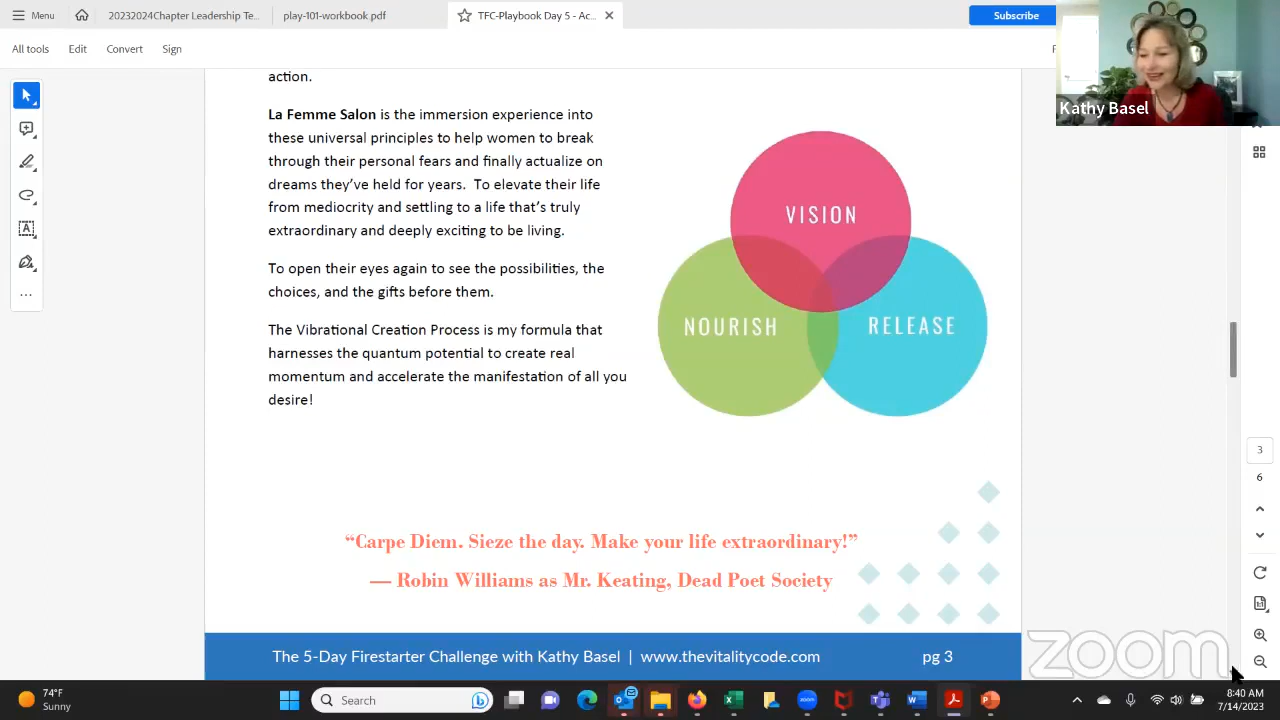 Menu
20232024Chapter Leadership Te...
play-101-workbook.pdf
TFC-Playbook Day 5 - Ac...
Subscribe
All tools
Edit
Convert
Sign
Kathy Basel
action.
La Femme Salon is the immersion experience into
these universal principles to help women to break
through their personal fears and finally actualize on
dreams they've held for years. To elevate their life
from mediocrity and settling to a life that's truly
extraordinary and deeply exciting to be living.
To open their eyes again to see the possibilities, the
choices, and the gifts before them.
The Vibrational Creation Process is my formula that
harnesses the quantum potential to create real
momentum and accelerate the manifestation of all you
desire!
VISION
NOURISH
RELEASE
“Carpe Diem. Sieze the day. Make your life extraordinary!”
— Robin Williams as Mr. Keating, Dead Poet Society
The 5-Day Firestarter Challenge with Kathy Basel | www.thevitalitycode.com
pg 3
3
6
zoom
74°F
Sunny
Search
8:40 AM
7/14/2023